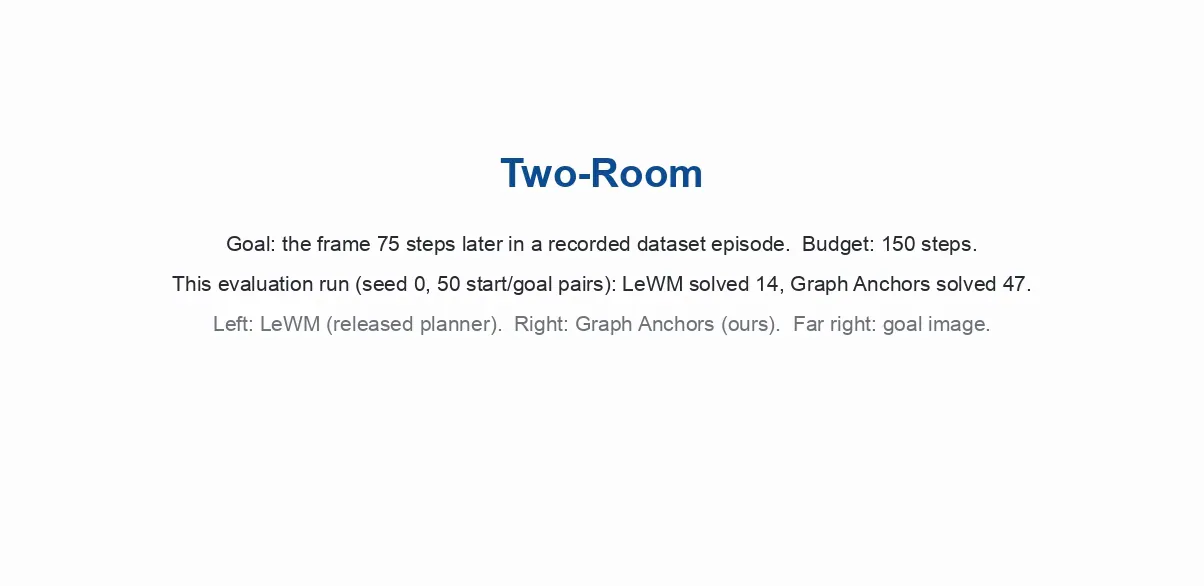 Two-Room
Goal: the frame 75 steps later in a recorded dataset episode. Budget: 150 steps.
This evaluation run (seed 0, 50 start/goal pairs): LeWM solved 14, Graph Anchors solved 47.
Left: LeWM (released planner). Right: Graph Anchors (ours). Far right: goal image.